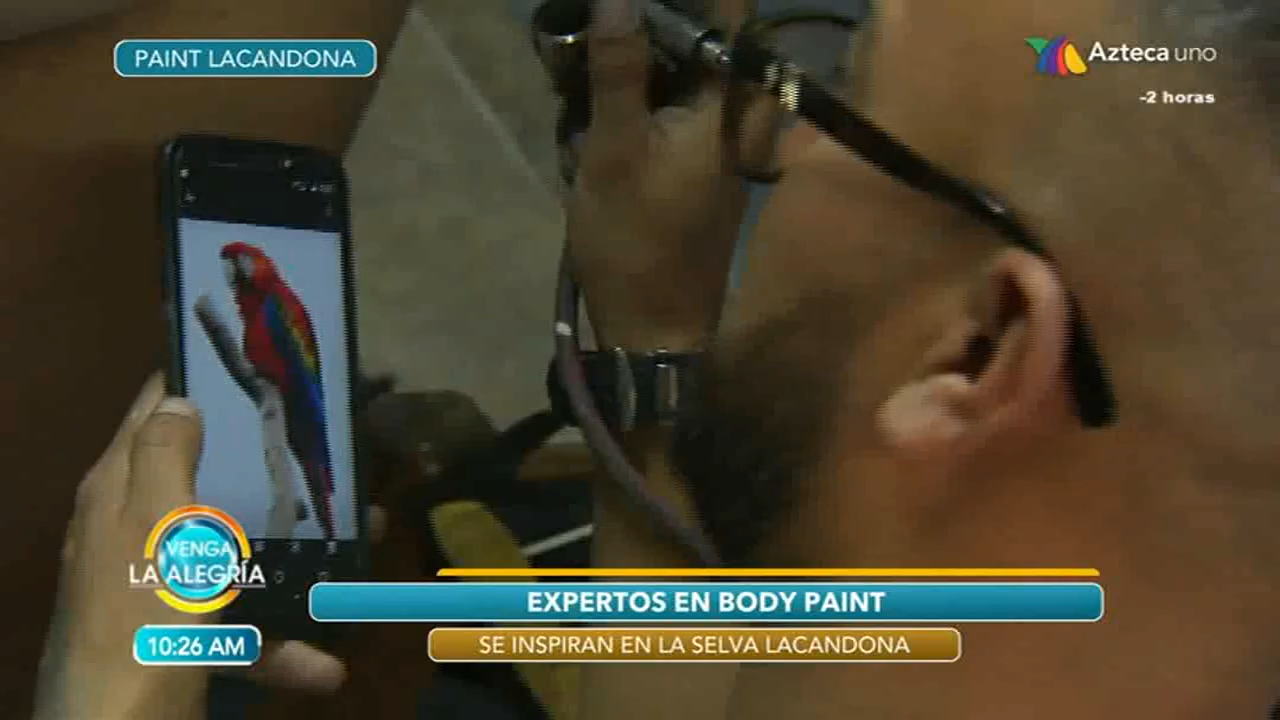 PAINT LACANDONA
Azteca uno
-2 horas
VENGA
LA ALEGRÍA
EXPERTOS EN BODY PAINT
10:26 AM
SE INSPIRAN EN LA SELVA LACANDONA